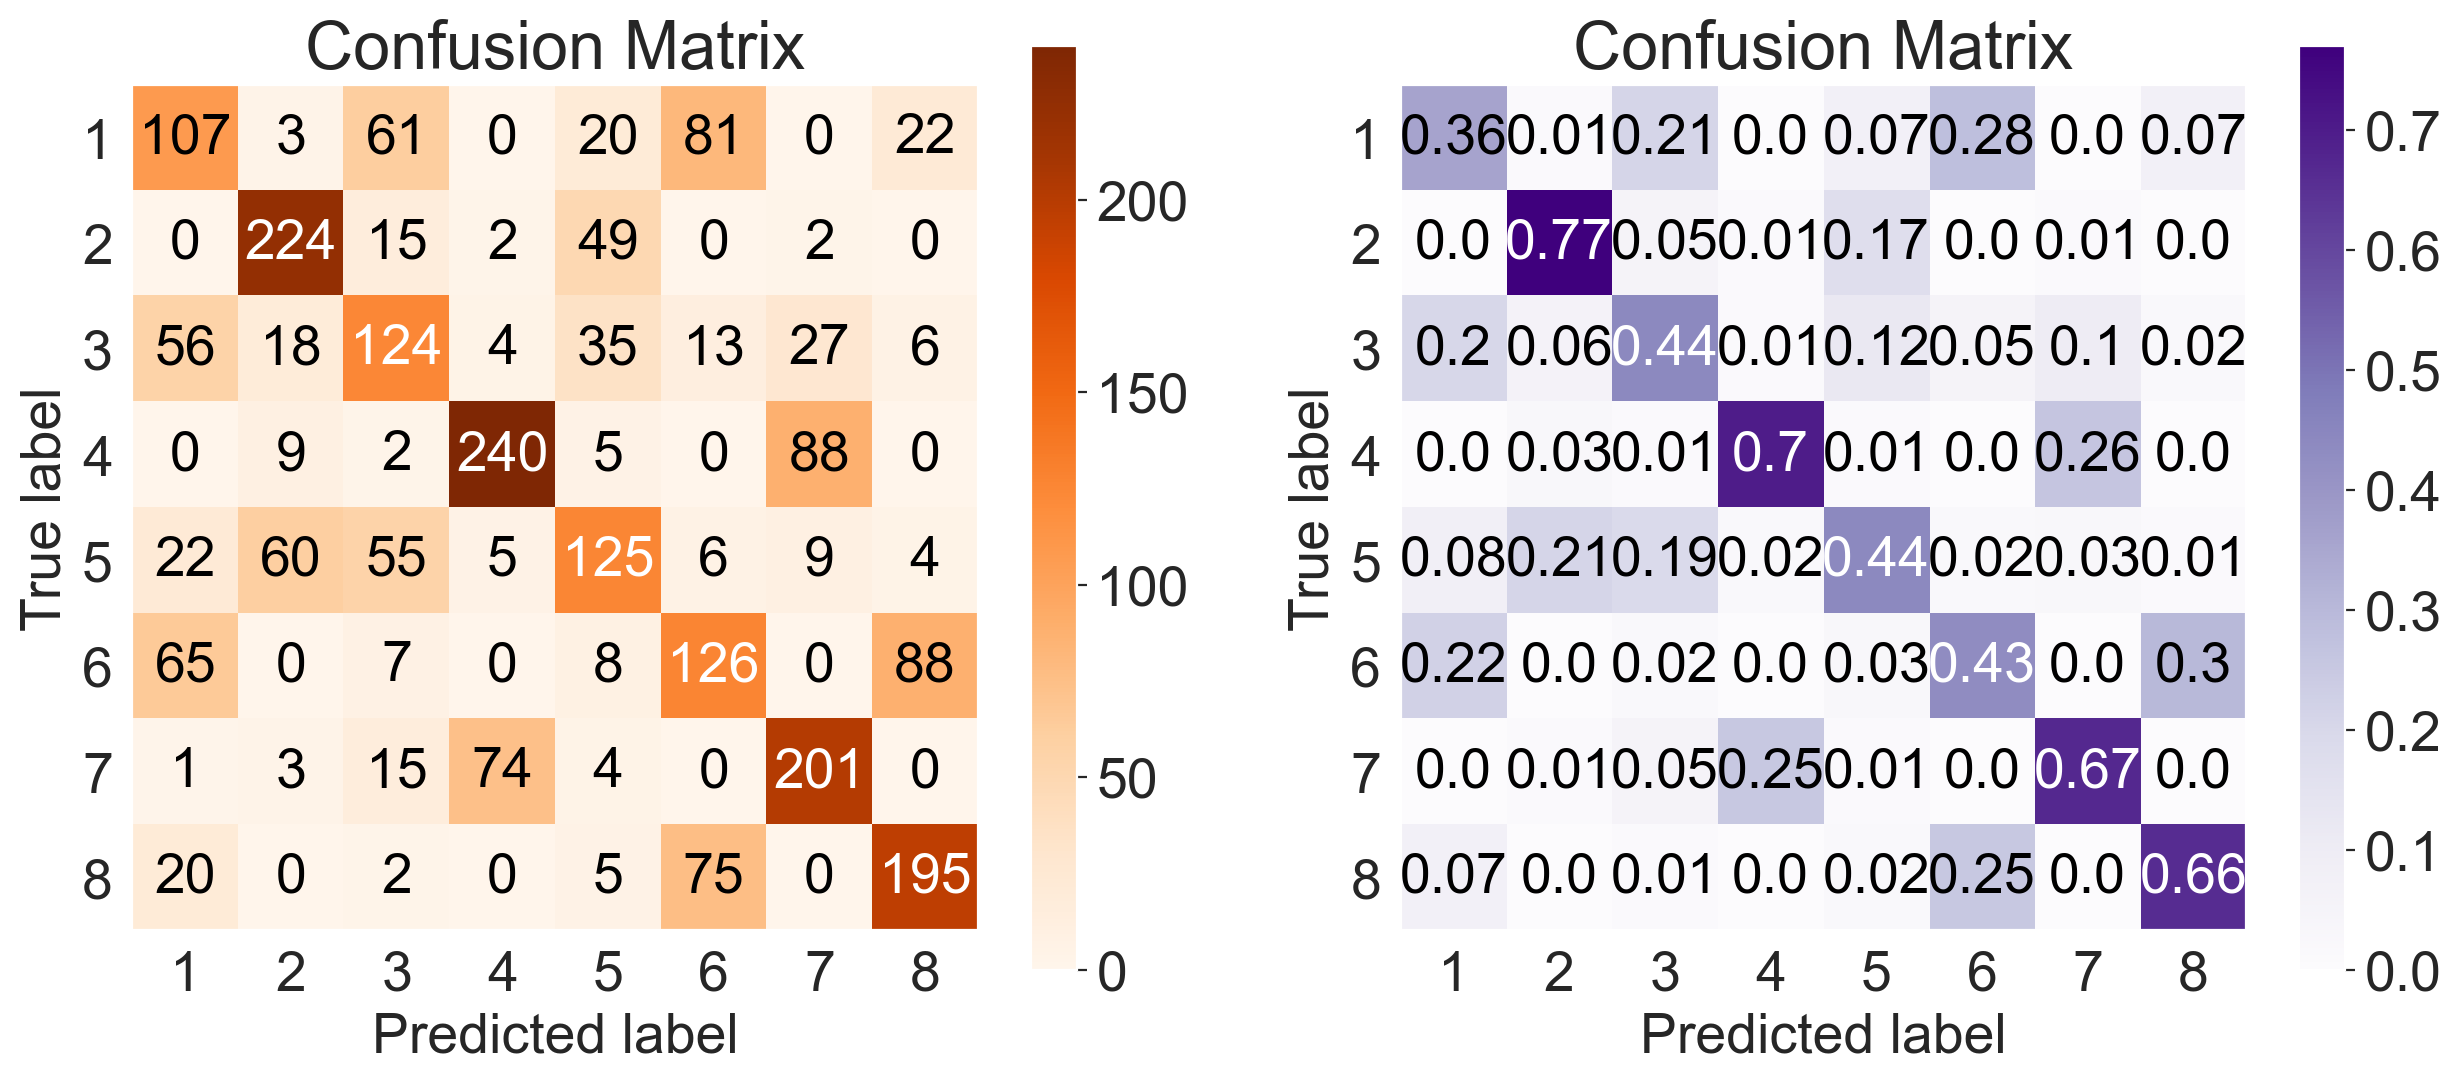 Confusion Matrix
1 107 3 61 0 20 81 0 22
2 0 224 15 2 49 0 2 0
3 56 18 124 4 35 13 27 6
4 0 9 2 240 5 0 88 0
5 22 60 55 5 125 6 9 4
6 65 0 7 0 8 126 0 88
7 1 3 15 74 4 0 201 0
8 20 0 2 0 5 75 0 195
1 2 3 4 5 6 7 8
Predicted label
True label
200
150
100
50
0
Confusion Matrix
1 0.36 0.01 0.21 0.0 0.07 0.28 0.0 0.07
2 0.0 0.77 0.05 0.01 0.17 0.0 0.01 0.0
3 0.2 0.06 0.44 0.01 0.12 0.05 0.1 0.02
4 0.0 0.03 0.01 0.7 0.01 0.0 0.26 0.0
5 0.08 0.21 0.19 0.02 0.44 0.02 0.03 0.01
6 0.22 0.0 0.02 0.0 0.03 0.43 0.0 0.3
7 0.0 0.01 0.05 0.25 0.01 0.0 0.67 0.0
8 0.07 0.0 0.01 0.0 0.02 0.25 0.0 0.66
1 2 3 4 5 6 7 8
Predicted label
True label
0.7
0.6
0.5
0.4
0.3
0.2
0.1
0.0